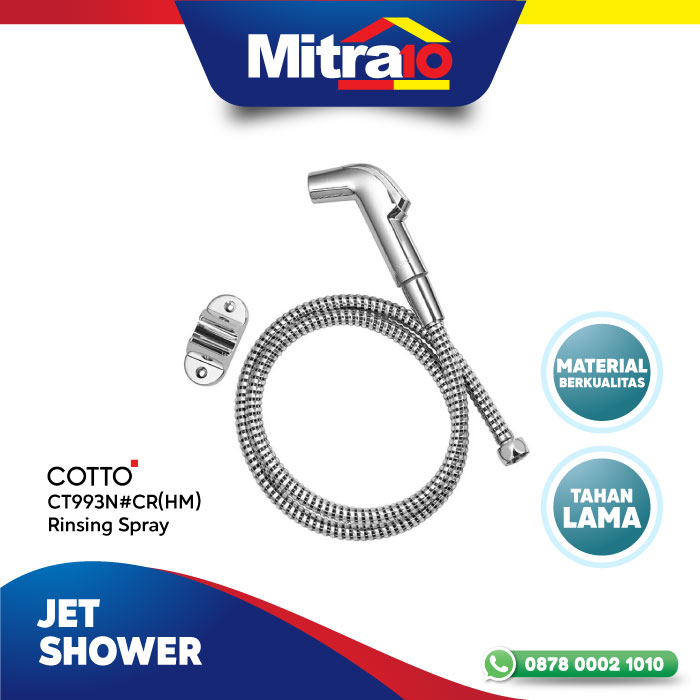 Mitra10
COTTO
CT993N#CR(HM)
Rinsing Spray
MATERIAL
BERKUALITAS
TAHAN
LAMA
JET
SHOWER
0878 0002 1010